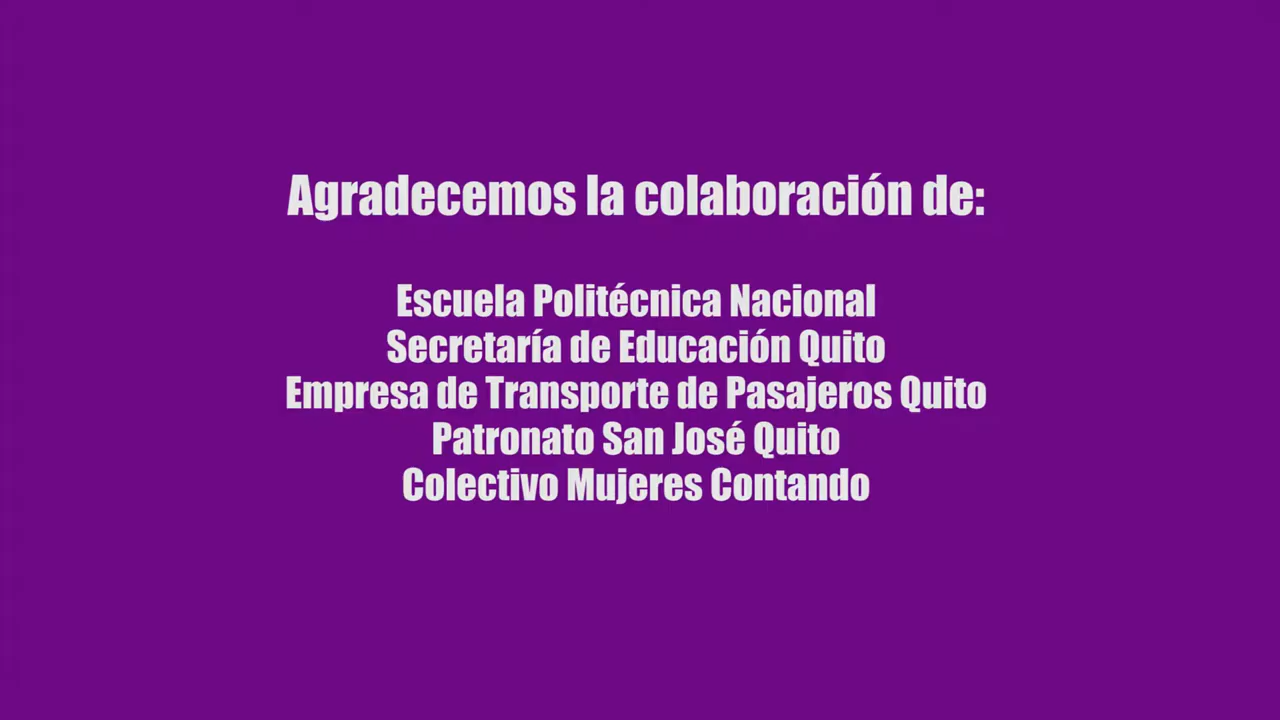 Agradecemos la colaboración de:
Escuela Politécnica Nacional
Secretaría de Educación Quito
Empresa de Transporte de Pasajeros Quito
Patronato San José Quito
Colectivo Mujeres Contando